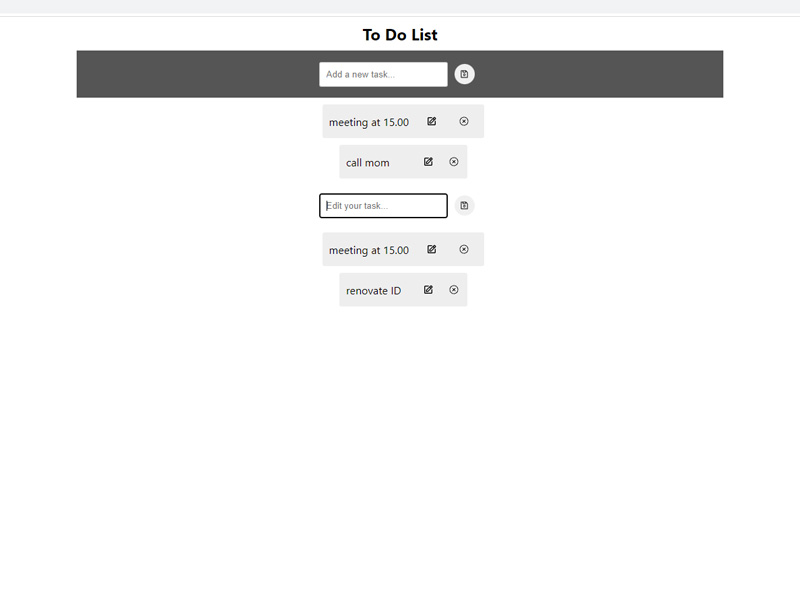 To Do List
Add a new task...
meeting at 15.00
call mom
Edit your task...
meeting at 15.00
renovate ID